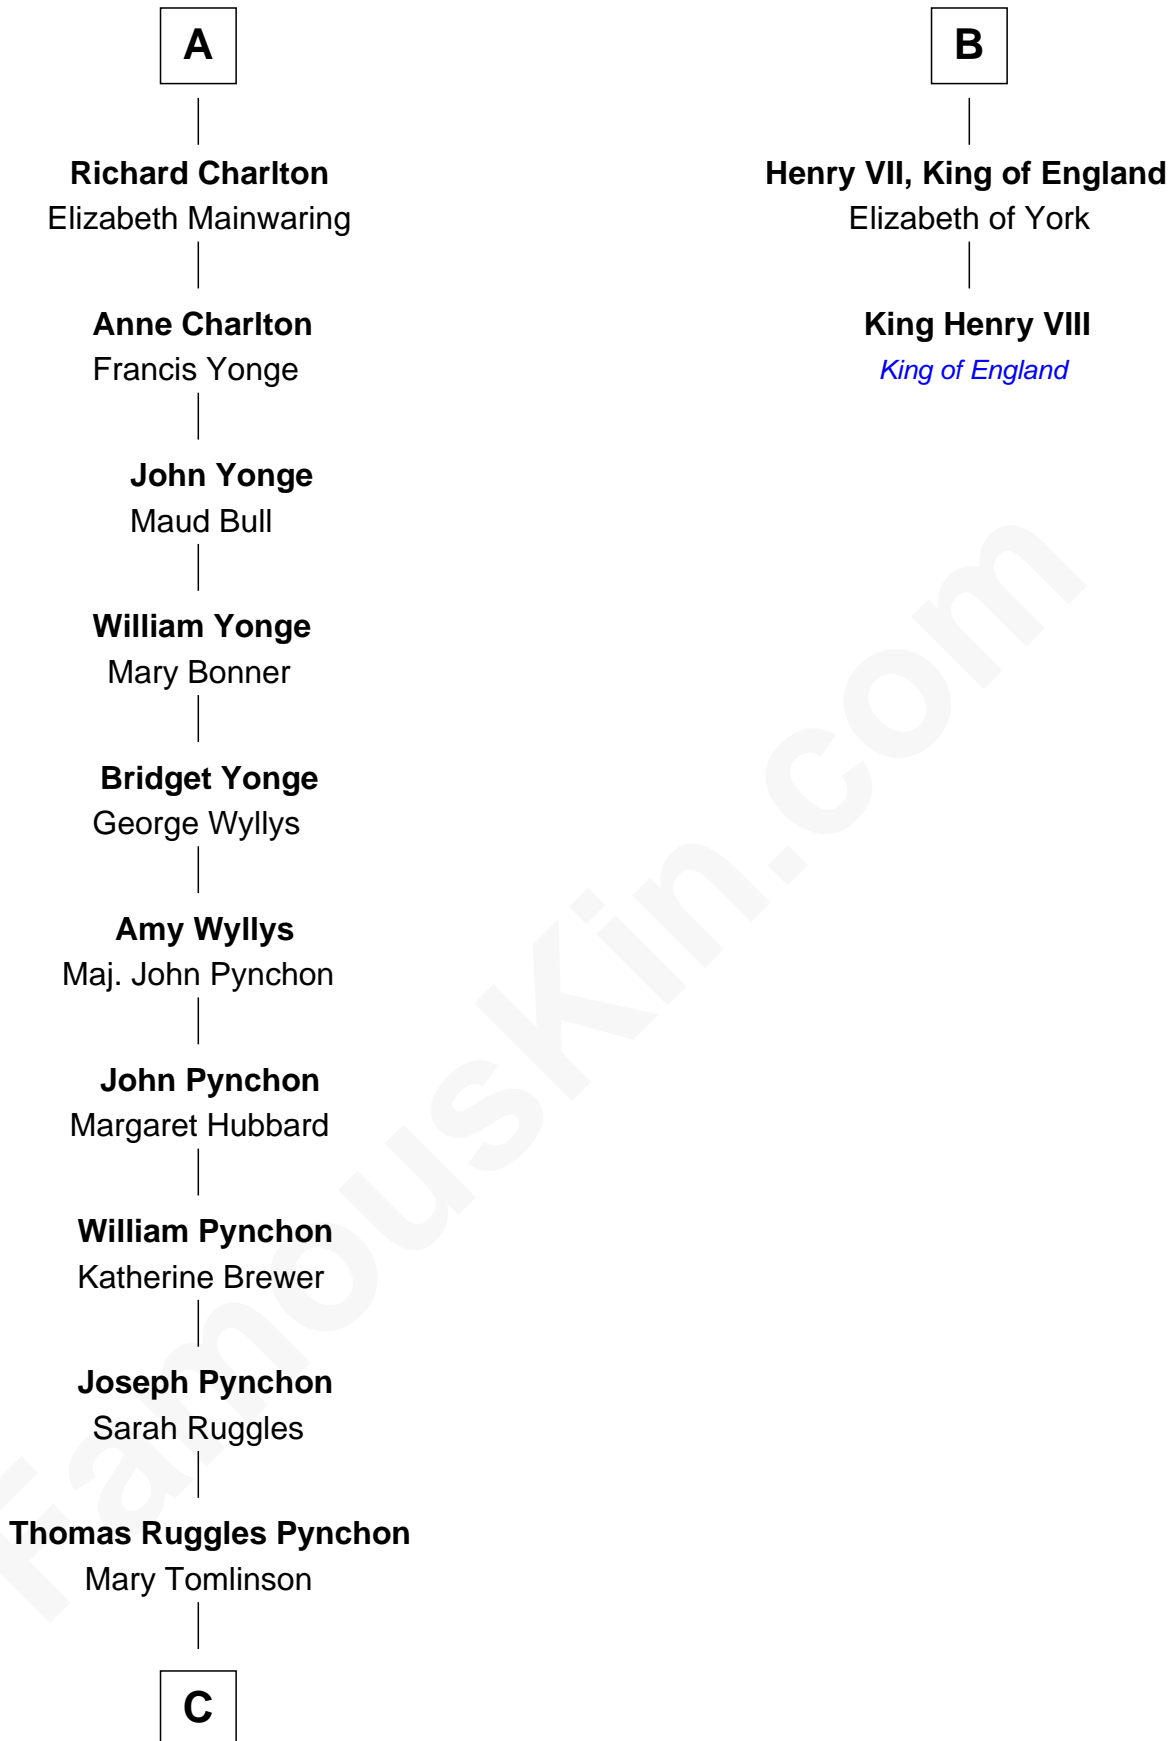 A
Richard Charlton
Elizabeth Mainwaring
Anne Charlton
Francis Yonge
John Yonge
Maud Bull
William Yonge
Mary Bonner
Bridget Yonge
George Wyllys
Amy Wyllys
Maj. John Pynchon
John Pynchon
Margaret Hubbard
William Pynchon
Katherine Brewer
Joseph Pynchon
Sarah Ruggles
Thomas Ruggles Pynchon
Mary Tomlinson
C
B
Henry VII, King of England
Elizabeth of York
King Henry VIII
King of England
FamousKin.com